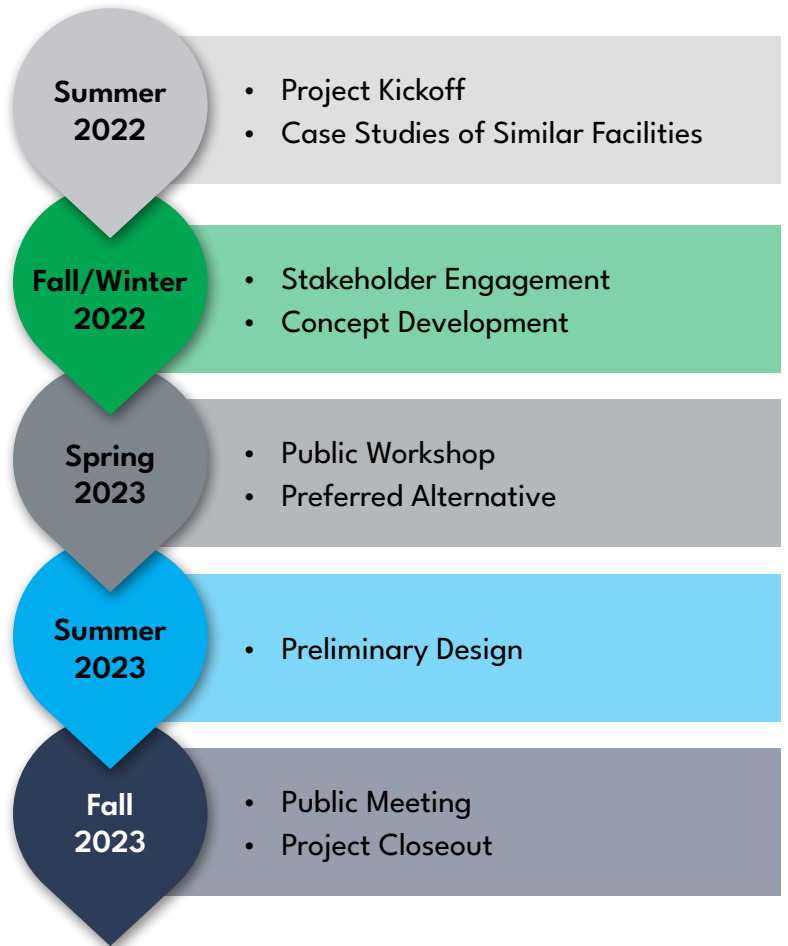 Summer
2022
• Project Kickoff
• Case Studies of Similar Facilities
Fall/Winter
2022
• Stakeholder Engagement
• Concept Development
Spring
2023
• Public Workshop
• Preferred Alternative
Summer
2023
• Preliminary Design
Fall
2023
• Public Meeting
• Project Closeout